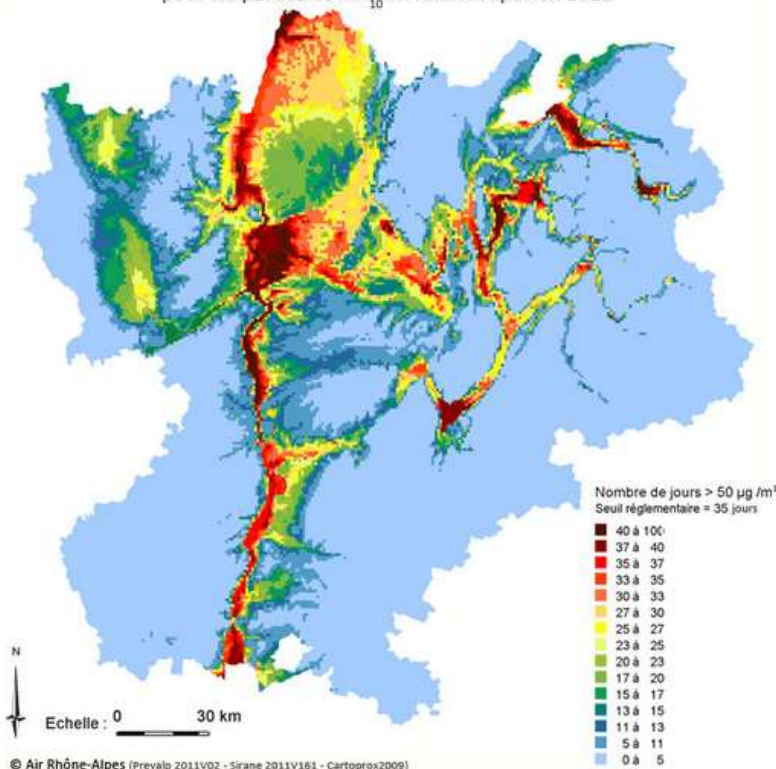 10
Nombre de jours > 50 µg /m³
Seuil réglementaire = 35 jours
40 à 100
37 à 40
35 à 37
33 à 35
30 à 33
27 à 30
25 à 27
23 à 25
20 à 23
17 à 20
15 à 17
13 à 15
11 à 13
5 à 11
0 à 5
N
Echelle : 0 30 km
© Air Rhône-Alpes (Prevalp 2011V02 - Sirane 2011V161 - Cartoprox2009)